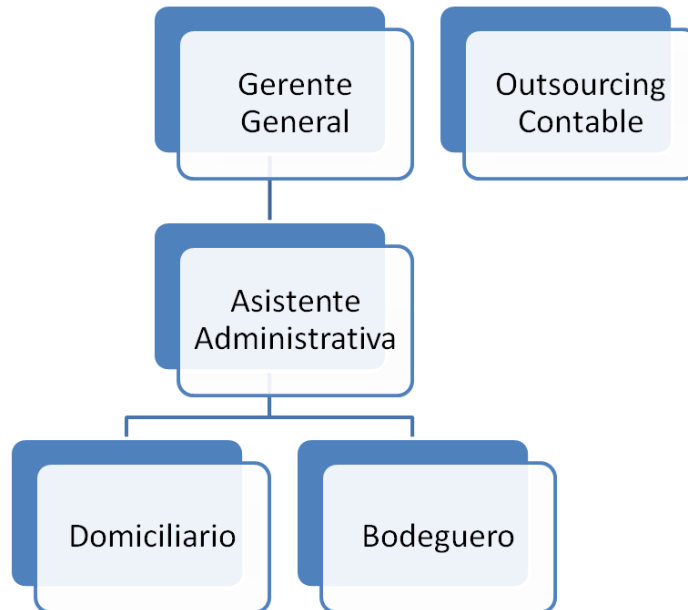 Gerente
General
Outsourcing
Contable
Asistente
Administrativa
Domiciliario
Bodeguero